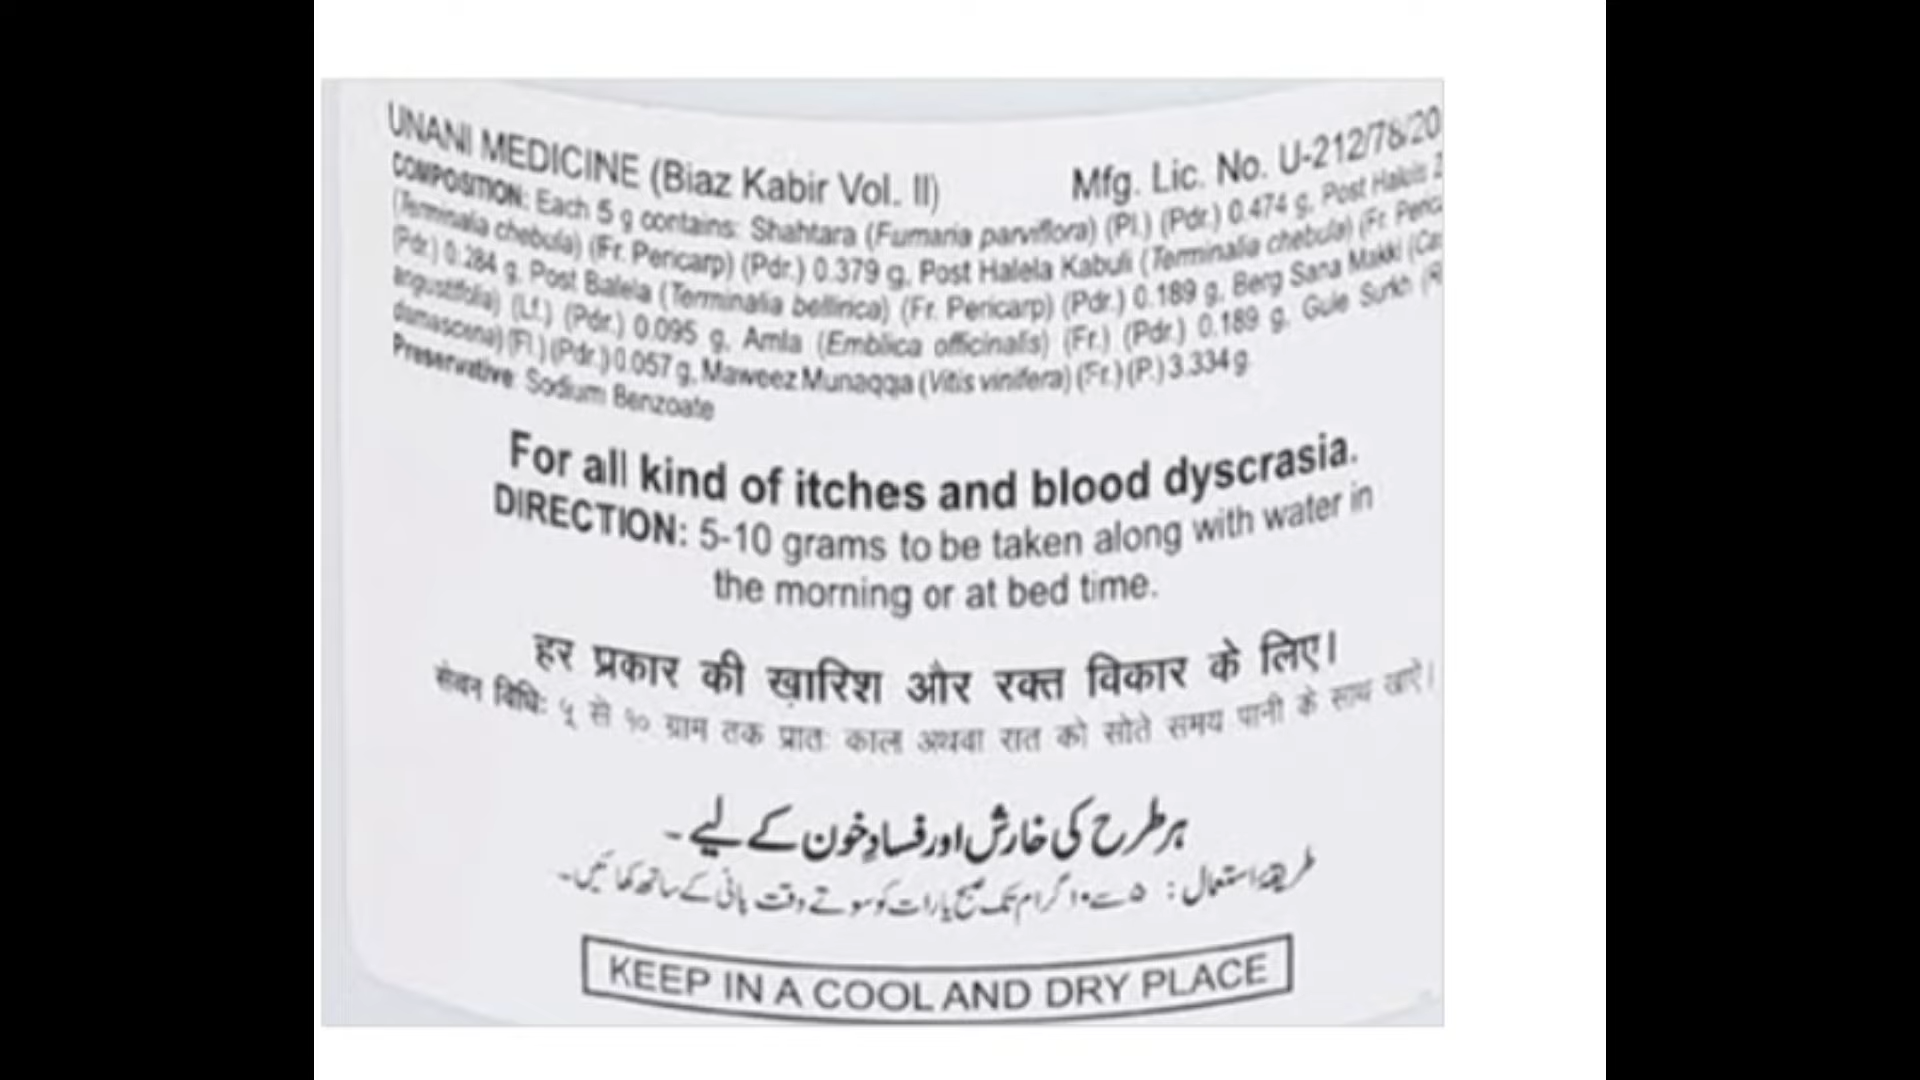 UNANI MEDICINE (Biaz Kabir Vol. II) Mfg. Lic. No. U-212/78/20
COMPOSITION: Each 5 g contains: Shahtara (Fumaria parviflora) (Pl.) (Pdr.) 0.474 g, Post Halela
(Terminalia chebula) (Fr. Pericarp) (Pdr.) 0.379 g, Post Halela Kabuli (Terminalia chebula) (Fr.
(Pdr.) 0.284 g, Post Balela (Terminalia bellirica) (Fr. Pericarp) (Pdr.) 0.189 g, Berg Sana Makki
angustifolia) (Lf.) (Pdr.) 0.095 g, Amla (Emblica officinalis) (Fr.) (Pdr.) 0.189 g, Gule Surkh
damascena) (Fl.) (Pdr.) 0.057 g, Maweez Munaqqa (Vitis vinifera) (Fr.) (P.) 3.334 g.
Preservative: Sodium Benzoate
For all kind of itches and blood dyscrasia.
DIRECTION: 5-10 grams to be taken along with water in
the morning or at bed time.
हर प्रकार की ख़ारिश और रक्त विकार के लिए।
सेवन विधिः ५ से १० ग्राम तक प्रातः काल अथवा रात को सोते समय पानी के साथ खाऐं।
ہر طرح کی خارش اور فسادِ خون کے لیے ۔
طریقہ استعمال : ۵ سے ۱۰ گرام تک صبح یا رات کو سوتے وقت پانی کے ساتھ کھائیں۔
KEEP IN A COOL AND DRY PLACE